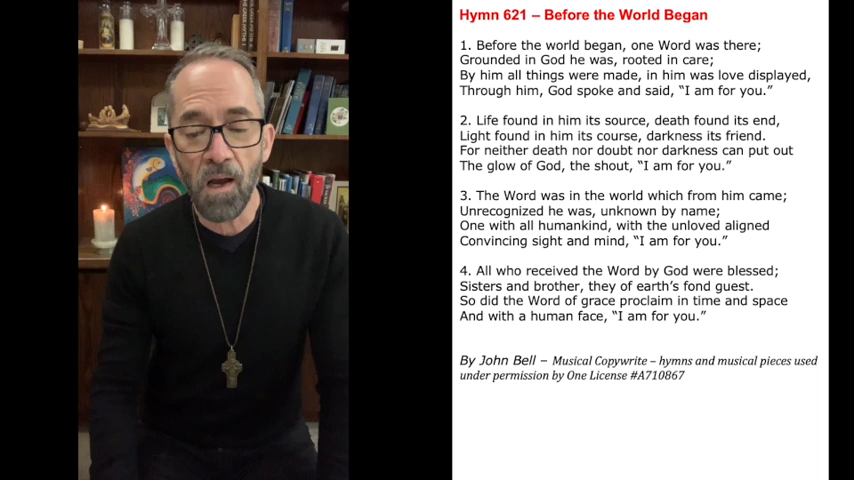 Hymn 621 – Before the World Began
1. Before the world began, one Word was there;
Grounded in God he was, rooted in care;
By him all things were made, in him was love displayed,
Through him, God spoke and said, “I am for you.”
2. Life found in him its source, death found its end,
Light found in him its course, darkness its friend.
For neither death nor doubt nor darkness can put out
The glow of God, the shout, “I am for you.”
3. The Word was in the world which from him came;
Unrecognized he was, unknown by name;
One with all humankind, with the unloved aligned
Convincing sight and mind, “I am for you.”
4. All who received the Word by God were blessed;
Sisters and brother, they of earth’s fond guest.
So did the Word of grace proclaim in time and space
And with a human face, “I am for you.”
By John Bell – Musical Copywrite – hymns and musical pieces used
under permission by One License #A710867